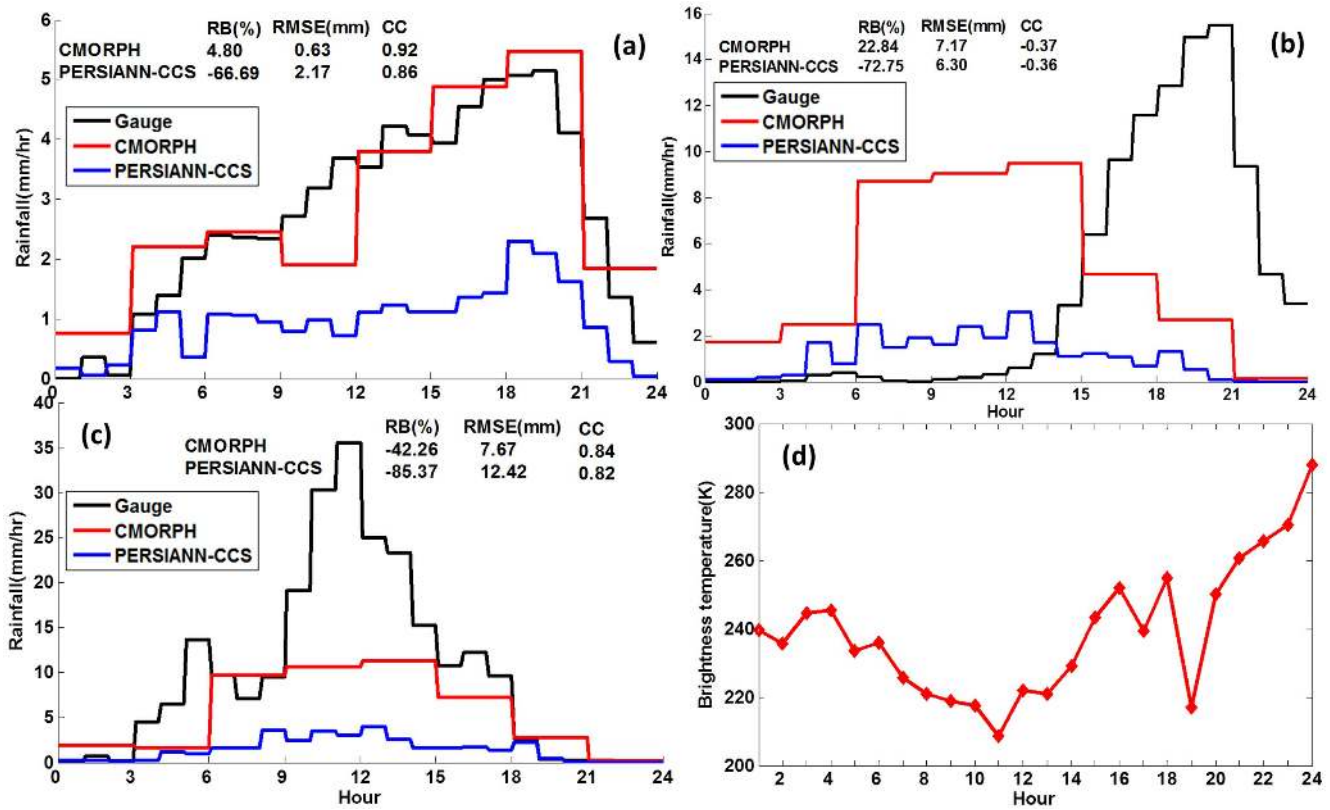 (a)
RB(%) RMSE(mm) CC
CMORPH 4.80 0.63 0.92
PERSIANN-CCS -66.69 2.17 0.86
Gauge
CMORPH
PERSIANN-CCS
Rainfall(mm/hr)
6
5
4
3
2
1
0
0 3 6 9 12 15 18 21 24
(b)
RB(%) RMSE(mm) CC
CMORPH 22.84 7.17 -0.37
PERSIANN-CCS -72.75 6.30 -0.36
Gauge
CMORPH
PERSIANN-CCS
Rainfall(mm/hr)
16
14
12
10
8
6
4
2
0
0 3 6 9 12 15 18 21 24
Hour
(c)
RB(%) RMSE(mm) CC
CMORPH -42.26 7.67 0.84
PERSIANN-CCS -85.37 12.42 0.82
Gauge
CMORPH
PERSIANN-CCS
Rainfall(mm/hr)
40
35
30
25
20
15
10
5
0
0 3 6 9 12 15 18 21 24
Hour
(d)
Brightness temperature(K)
300
280
260
240
220
200
2 4 6 8 10 12 14 16 18 20 22 24
Hour